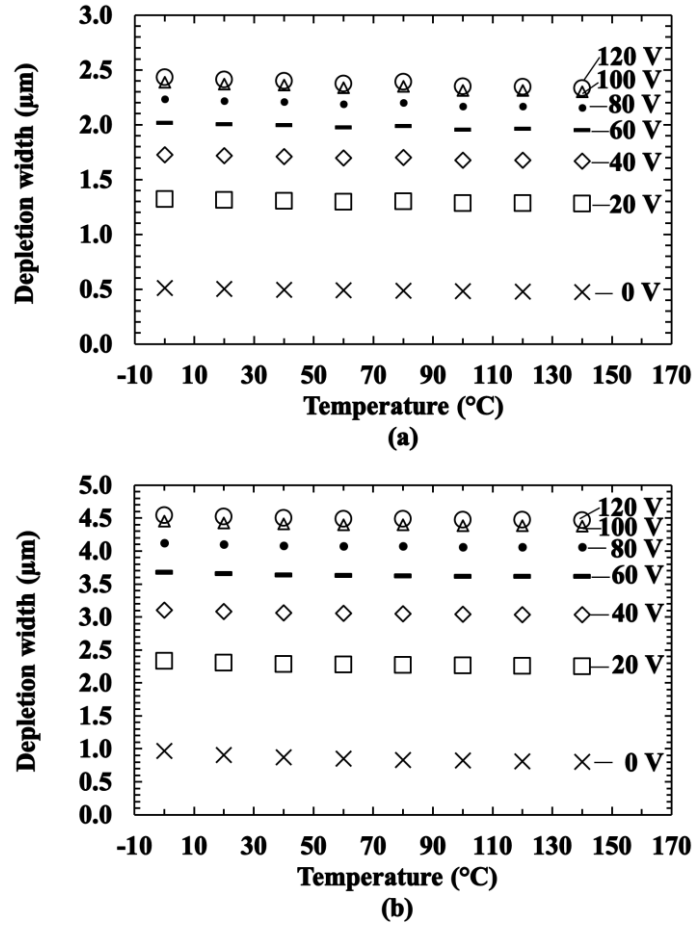 3.0
2.5
2.0
1.5
1.0
0.5
0.0
Depletion width (µm)
120 V
100 V
80 V
60 V
40 V
20 V
0 V
-10 10 30 50 70 90 110 130 150 170
Temperature (°C)
(a)
5.0
4.5
4.0
3.5
3.0
2.5
2.0
1.5
1.0
0.5
0.0
Depletion width (µm)
120 V
100 V
80 V
60 V
40 V
20 V
0 V
-10 10 30 50 70 90 110 130 150 170
Temperature (°C)
(b)